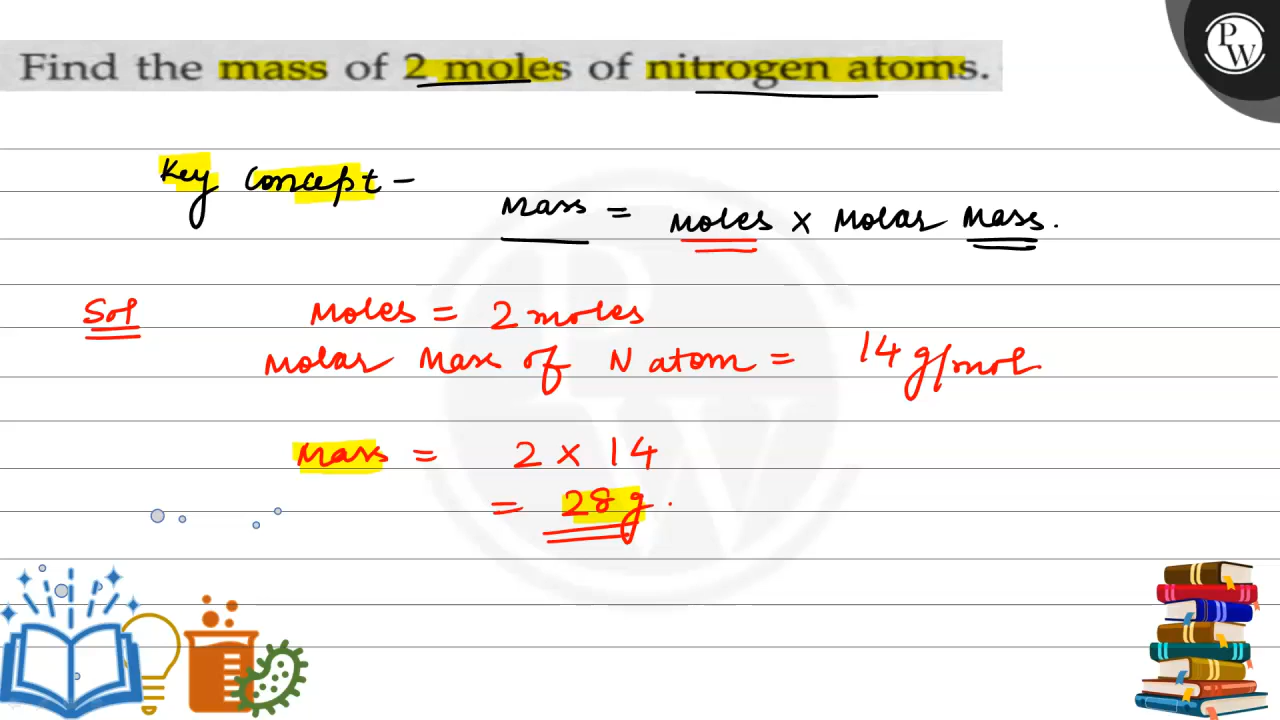 Find the mass of 2 moles of nitrogen atoms.
PW
Key Concept -
Mass = Moles × Molar Mass.
Sol
Moles = 2 moles
Molar Mass of N atom = 14 g/mol
Mass = 2 × 14
= 28 g.